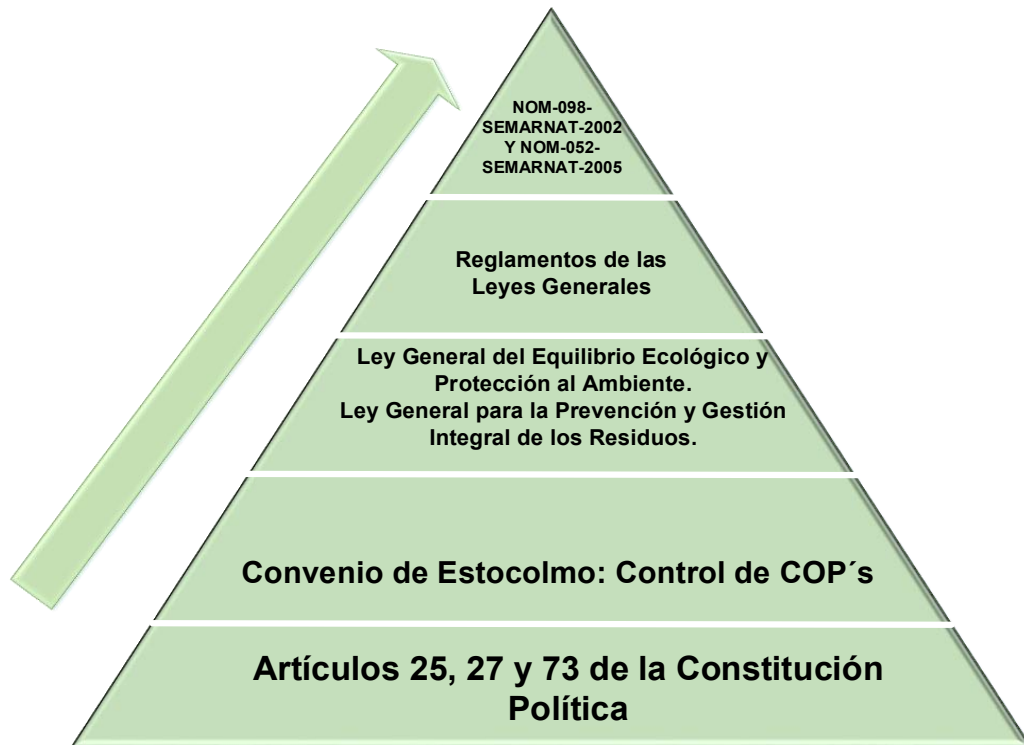 NOM-098-
SEMARNAT-2002
Y NOM-052-
SEMARNAT-2005
Reglamentos de las
Leyes Generales
Ley General del Equilibrio Ecológico y
Protección al Ambiente.
Ley General para la Prevención y Gestión
Integral de los Residuos.
Convenio de Estocolmo: Control de COP´s
Artículos 25, 27 y 73 de la Constitución
Política